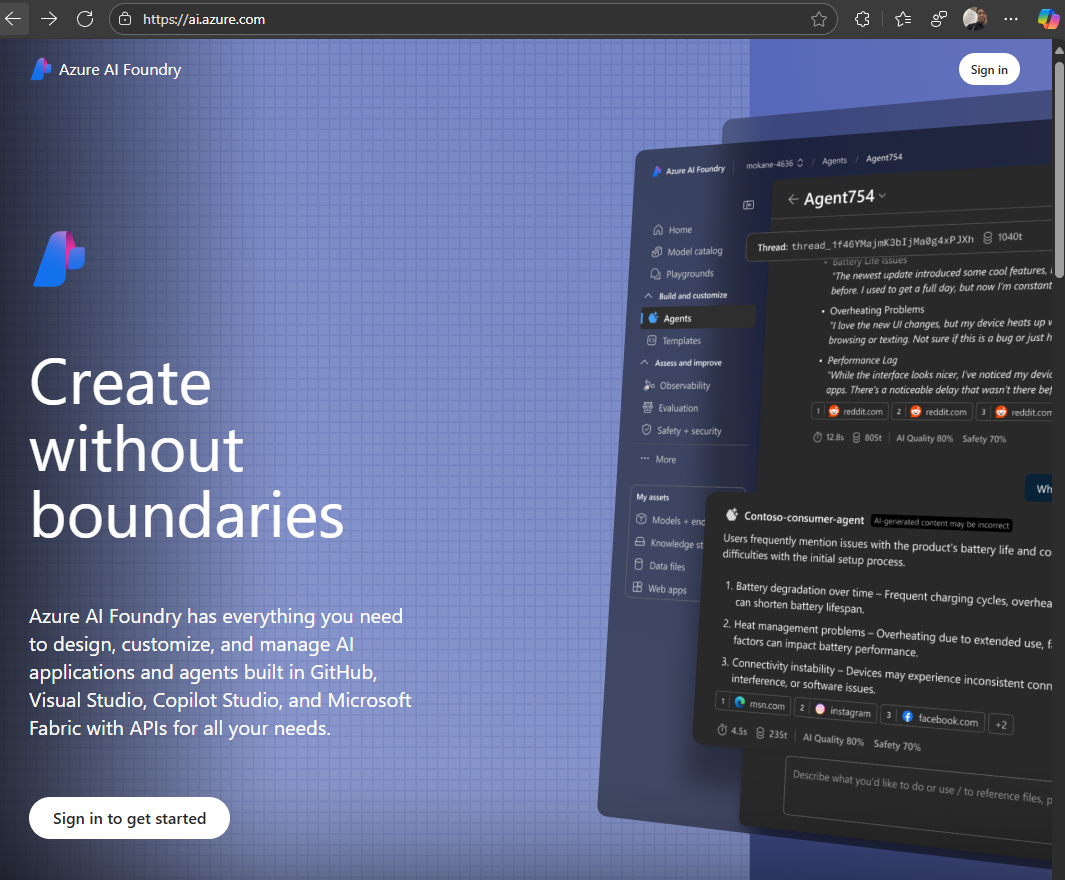 https://ai.azure.com
Azure AI Foundry
Sign in
Create
without
boundaries
Azure AI Foundry has everything you need
to design, customize, and manage AI
applications and agents built in GitHub,
Visual Studio, Copilot Studio, and Microsoft
Fabric with APIs for all your needs.
Sign in to get started
Azure AI Foundry
mokane-4636 / Agents / Agent754
Home
Model catalog
Playgrounds
Build and customize
Agents
Templates
Assess and improve
Observability
Evaluation
Safety + security
More
My assets
Models + end
Knowledge st
Data files
Web apps
Agent754
Thread: thread_1f46YMajmK3bIjMa0g4xPJXh 1040t
• Battery Life Issues
"The newest update introduced some cool features,
before. I used to get a full day, but now I'm constant
• Overheating Problems
"I love the new UI changes, but my device heats up w
browsing or texting. Not sure if this is a bug or just h
• Performance Lag
"While the interface looks nicer, I've noticed my devic
apps. There's a noticeable delay that wasn't there bef
1 reddit.com 2 reddit.com 3 reddit.com
12.8s 805t AI Quality 80% Safety 70%
Wh
Contoso-consumer-agent AI-generated content may be incorrect
Users frequently mention issues with the product's battery life and co
difficulties with the initial setup process.
1. Battery degradation over time – Frequent charging cycles, overhea
can shorten battery lifespan.
2. Heat management problems – Overheating due to extended use, f
factors can impact battery performance.
3. Connectivity instability – Devices may experience inconsistent conn
interference, or software issues.
1 msn.com 2 instagram 3 facebook.com +2
4.5s 235t AI Quality 80% Safety 70%
Describe what you'd like to do or use / to reference files, p